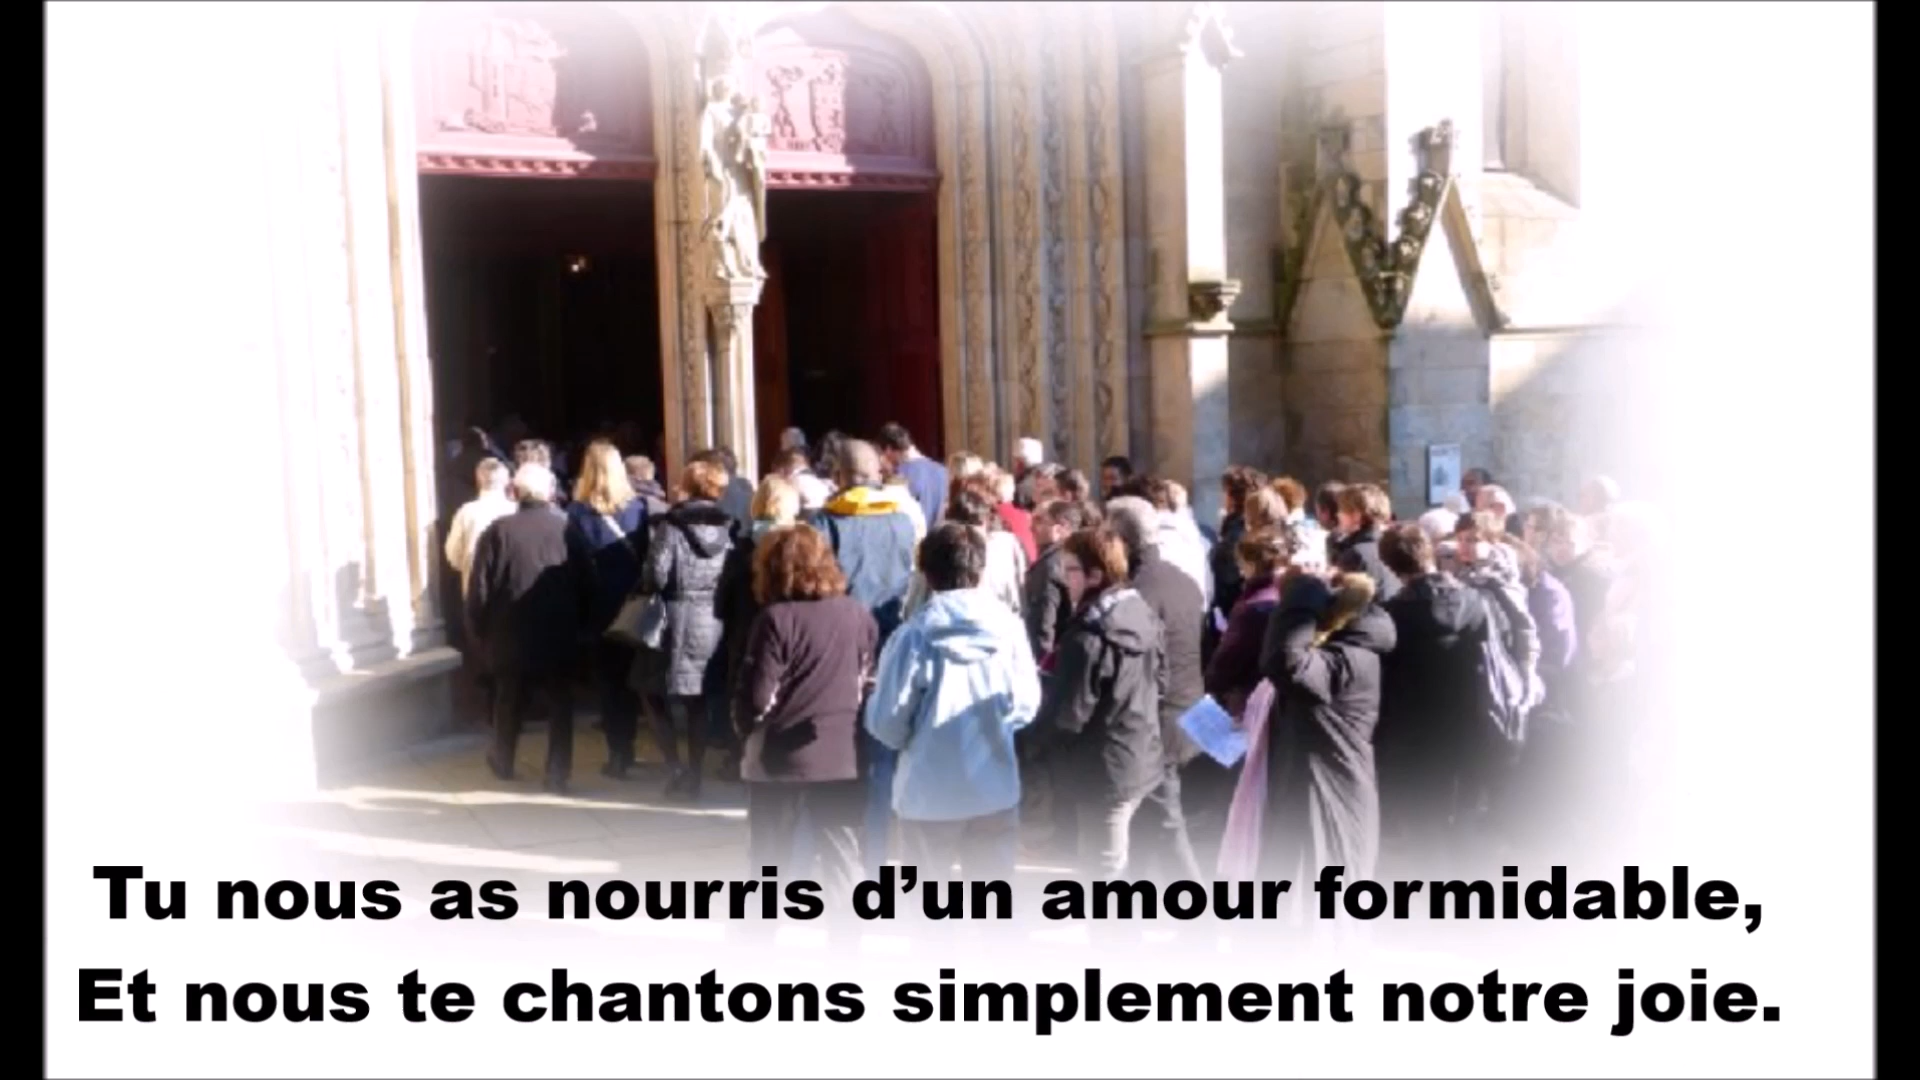 Tu nous as nourris d’un amour formidable,
Et nous te chantons simplement notre joie.